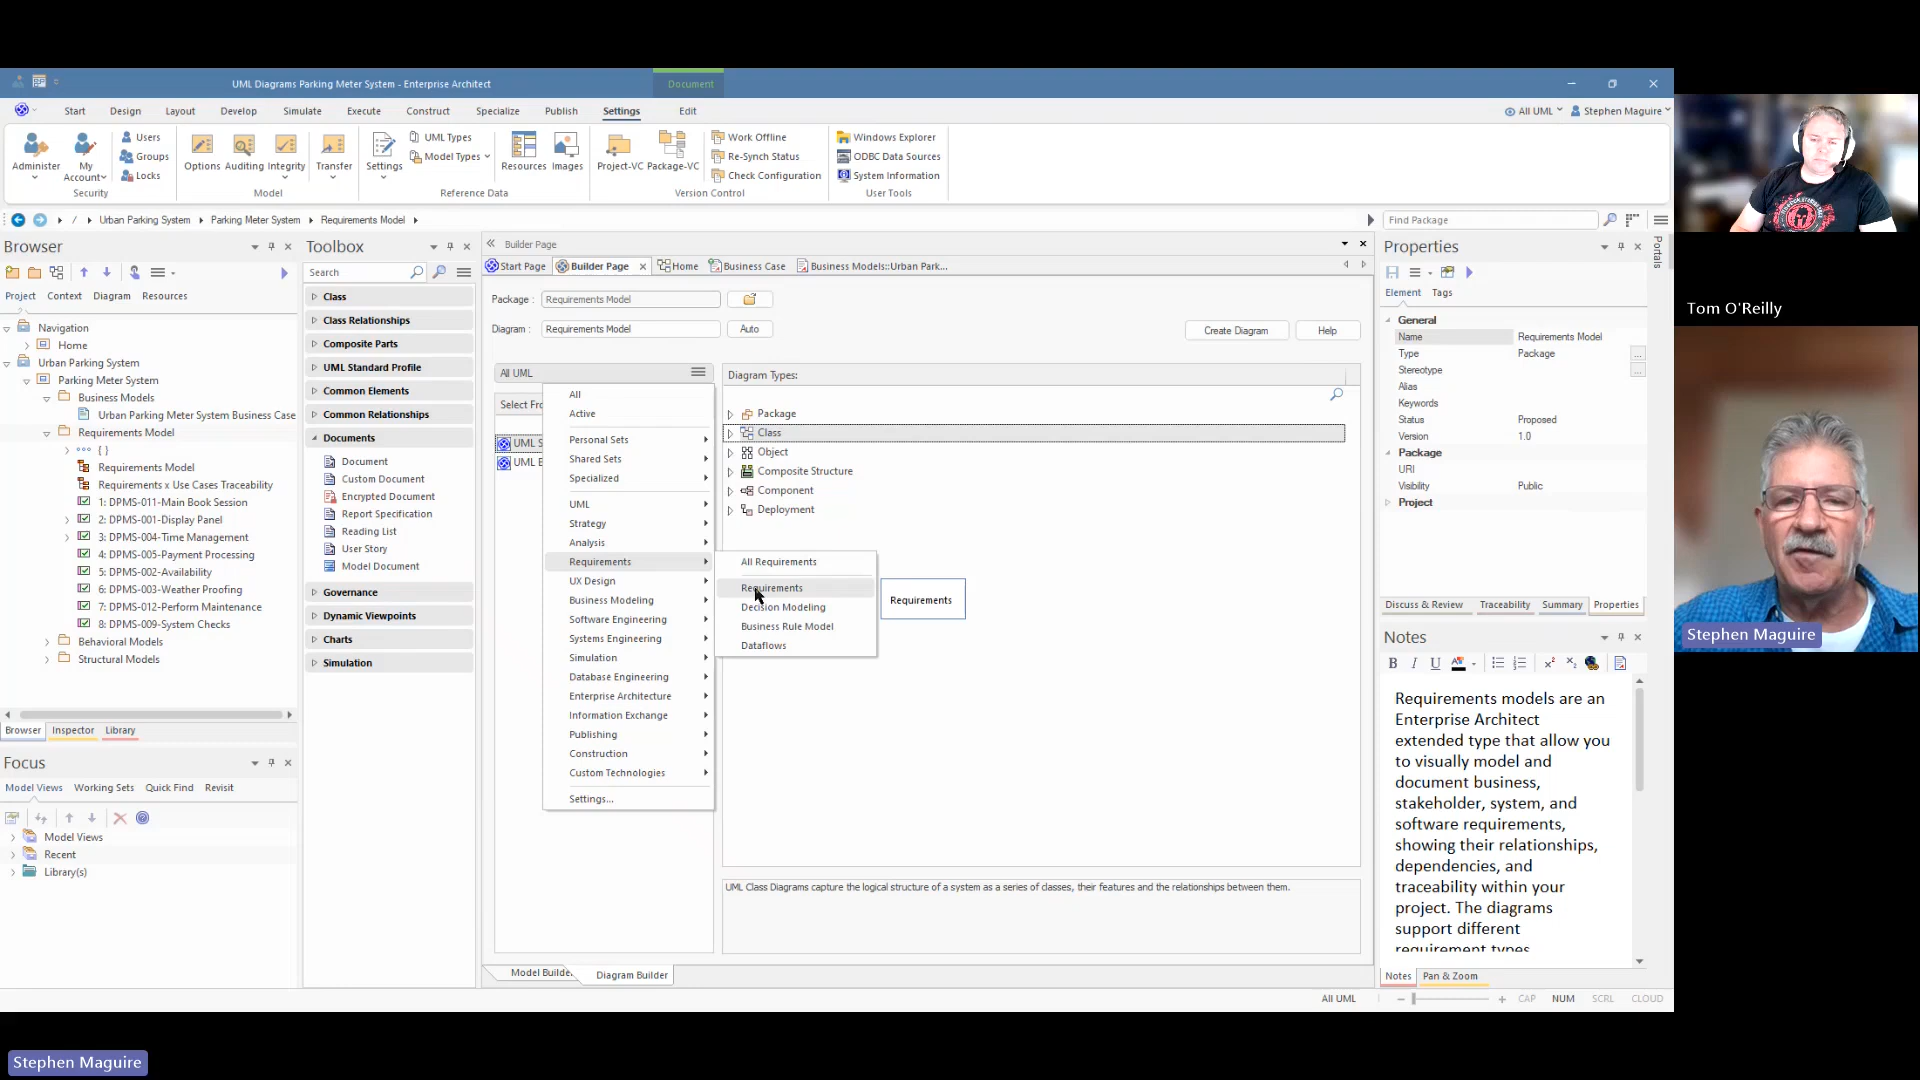 UML Diagrams Parking Meter System - Enterprise Architect
Document
Start Design Layout Develop Simulate Execute Construct Specialize Publish Settings Edit
All UML Stephen Maguire
Administer
My Account
Users
Groups
Locks
Security
Options Auditing Integrity
Model
Transfer
Settings
UML Types
Model Types
Resources Images
Reference Data
Project-VC Package-VC
Work Offline
Re-Synch Status
Check Configuration
Version Control
Windows Explorer
ODBC Data Sources
System Information
User Tools
/ Urban Parking System Parking Meter System Requirements Model
Find Package
Browser
Project Context Diagram Resources
Navigation
Home
Urban Parking System
Parking Meter System
Business Models
Urban Parking Meter System Business Case
Requirements Model
{ }
Requirements Model
Requirements x Use Cases Traceability
1: DPMS-011-Main Book Session
2: DPMS-001-Display Panel
3: DPMS-004-Time Management
4: DPMS-005-Payment Processing
5: DPMS-002-Availability
6: DPMS-003-Weather Proofing
7: DPMS-012-Perform Maintenance
8: DPMS-009-System Checks
Behavioral Models
Structural Models
Browser Inspector Library
Focus
Model Views Working Sets Quick Find Revisit
Model Views
Recent
Library(s)
Toolbox
Search
Class
Class Relationships
Composite Parts
UML Standard Profile
Common Elements
Common Relationships
Documents
Document
Custom Document
Encrypted Document
Report Specification
Reading List
User Story
Model Document
Governance
Dynamic Viewpoints
Charts
Simulation
Builder Page
Start Page Builder Page Home Business Case Business Models::Urban Park...
Package : Requirements Model
Diagram : Requirements Model Auto
Create Diagram Help
All UML
Select Fro
UML S
UML B
All
Active
Personal Sets
Shared Sets
Specialized
UML
Strategy
Analysis
Requirements
UX Design
Business Modeling
Software Engineering
Systems Engineering
Simulation
Database Engineering
Enterprise Architecture
Information Exchange
Publishing
Construction
Custom Technologies
Settings...
All Requirements
Requirements
Decision Modeling
Business Rule Model
Dataflows
Requirements
Diagram Types:
Package
Class
Object
Composite Structure
Component
Deployment
UML Class Diagrams capture the logical structure of a system as a series of classes, their features and the relationships between them.
Model Builde Diagram Builder
Properties
Element Tags
General
Name Requirements Model
Type Package
Stereotype
Alias
Keywords
Status Proposed
Version 1.0
Package
URI
Visibility Public
Project
Discuss & Review Traceability Summary Properties
Portals
Notes
B I U
Requirements models are an
Enterprise Architect
extended type that allow you
to visually model and
document business,
stakeholder, system, and
software requirements,
showing their relationships,
dependencies, and
traceability within your
project. The diagrams
support different
requirement types
Notes Pan & Zoom
All UML CAP NUM SCRL CLOUD
Tom O'Reilly
Stephen Maguire
Stephen Maguire